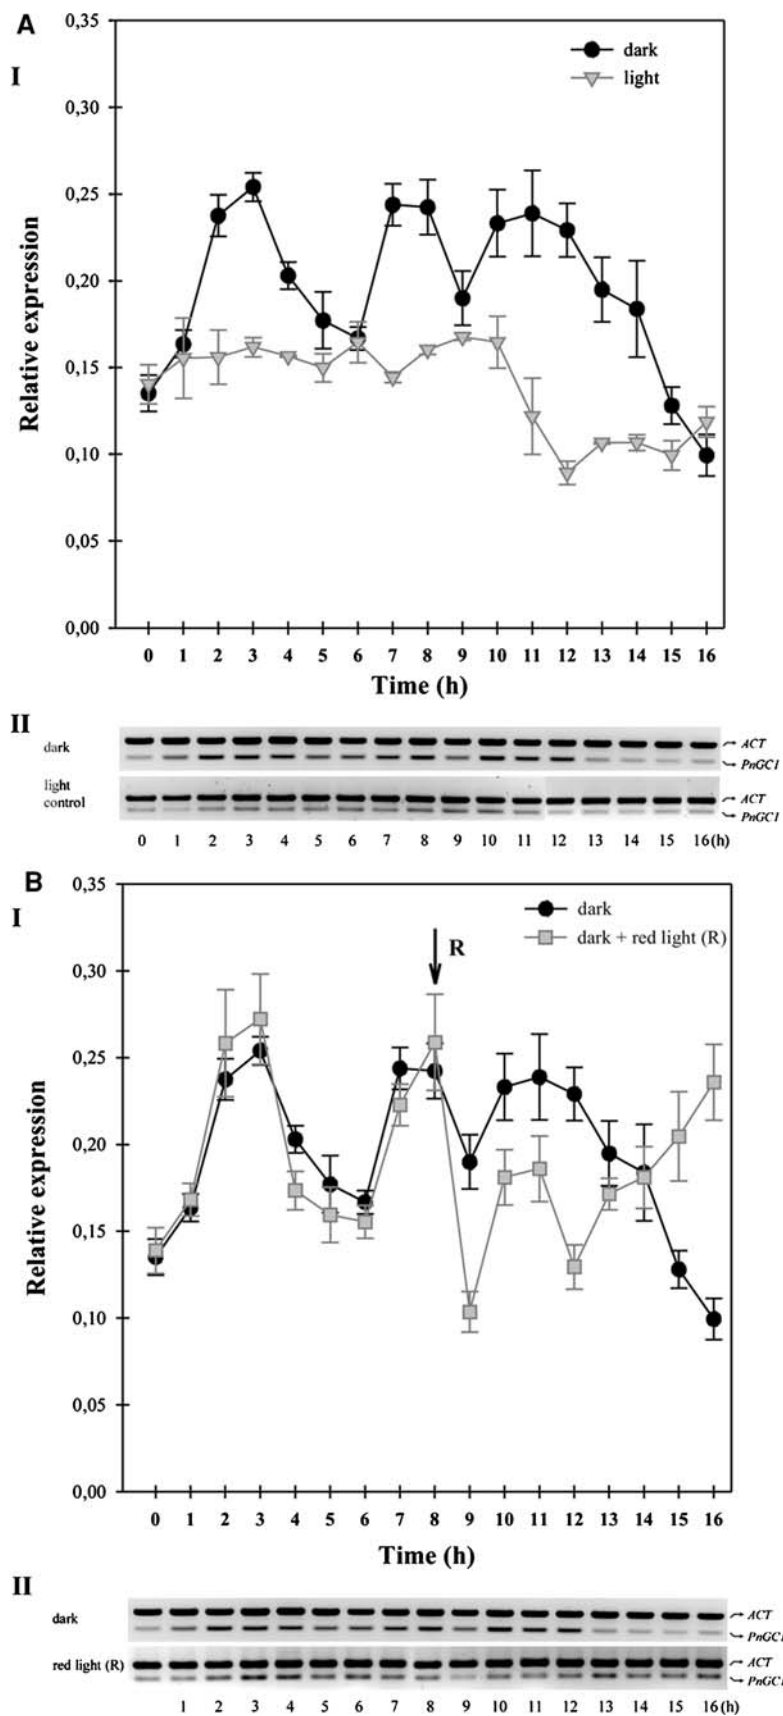 A
I
0,35
0,30
0,25
0,20
0,15
0,10
0,05
0,00
Relative expression
dark
light
0 1 2 3 4 5 6 7 8 9 10 11 12 13 14 15 16
Time (h)
II
dark
ACT
PnGC1
light
control
ACT
PnGC1
0 1 2 3 4 5 6 7 8 9 10 11 12 13 14 15 16 (h)
B
I
0,35
0,30
0,25
0,20
0,15
0,10
0,05
0,00
Relative expression
dark
dark + red light (R)
R
0 1 2 3 4 5 6 7 8 9 10 11 12 13 14 15 16
Time (h)
II
dark
ACT
PnGC1
red light (R)
ACT
PnGC1
1 2 3 4 5 6 7 8 9 10 11 12 13 14 15 16 (h)